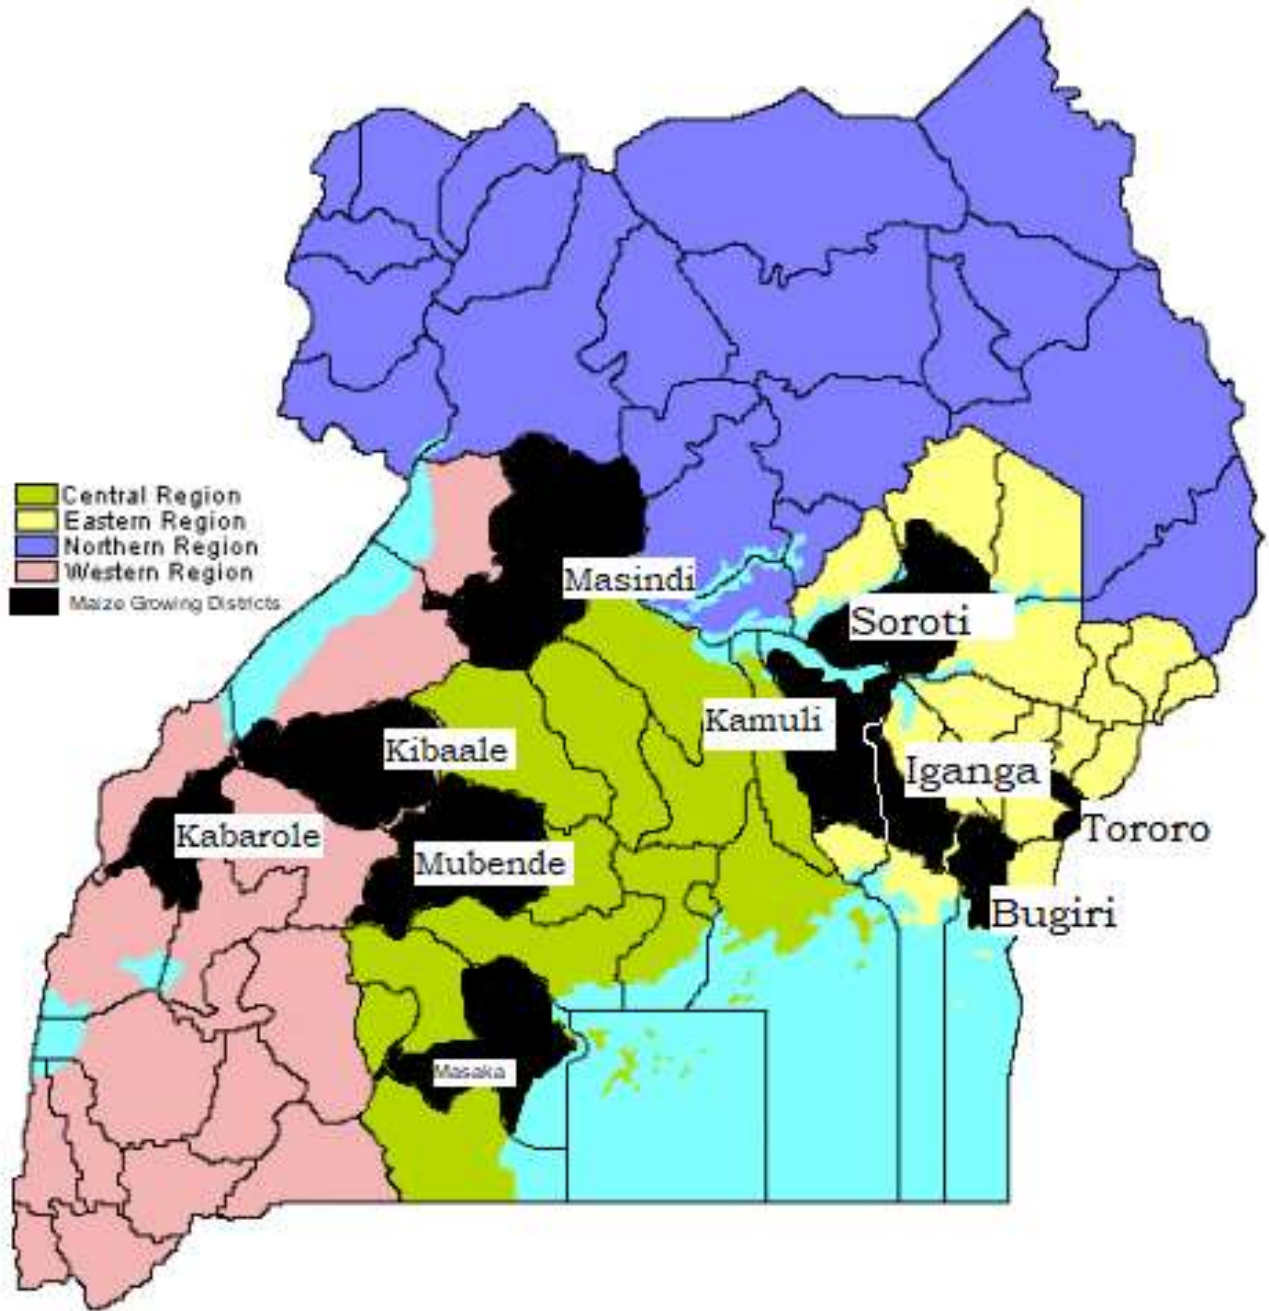 Central Region
Eastern Region
Northern Region
Western Region
Maize Growing Districts
Masindi
Soroti
Kamuli
Kibaale
Iganga
Kabarole
Tororo
Mubende
Bugiri
Masaka